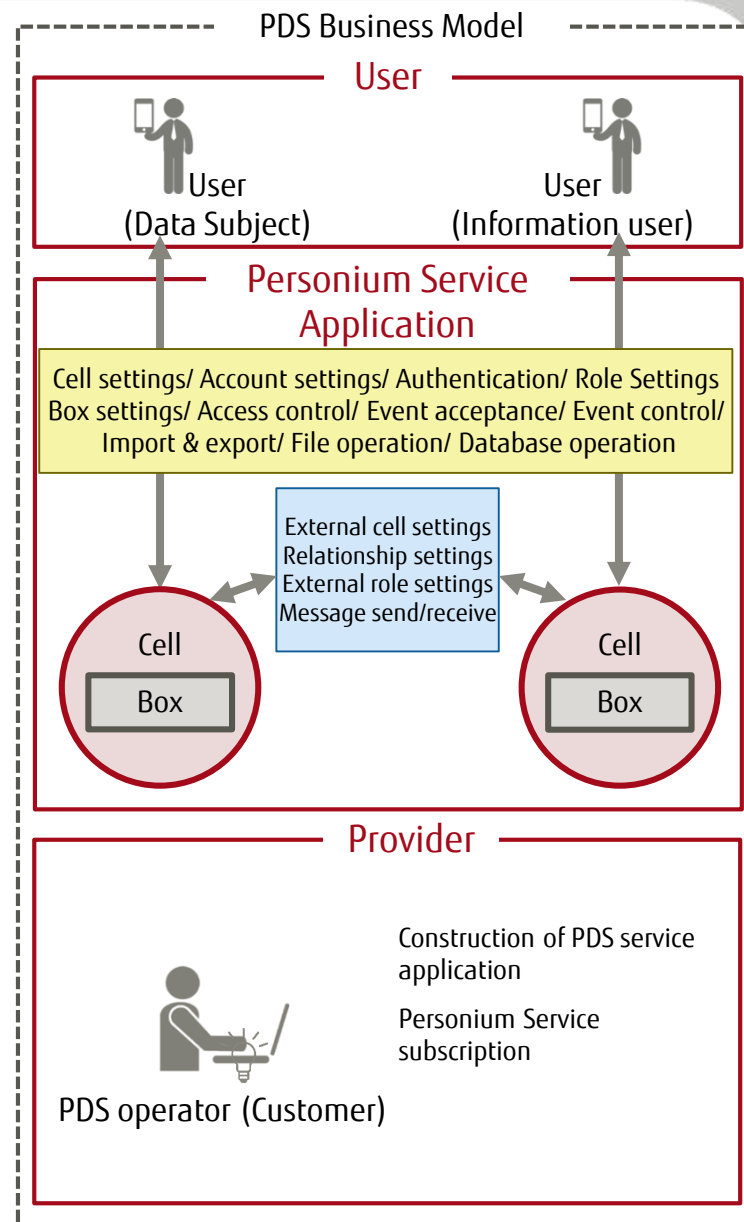 PDS Business Model
User
User
(Data Subject)
User
(Information user)
Personium Service
Application
Cell settings/ Account settings/ Authentication/ Role Settings
Box settings/ Access control/ Event acceptance/ Event control/
Import & export/ File operation/ Database operation
External cell settings
Relationship settings
External role settings
Message send/receive
Cell
Box
Cell
Box
Provider
Construction of PDS service
application
Personium Service
subscription
PDS operator (Customer)